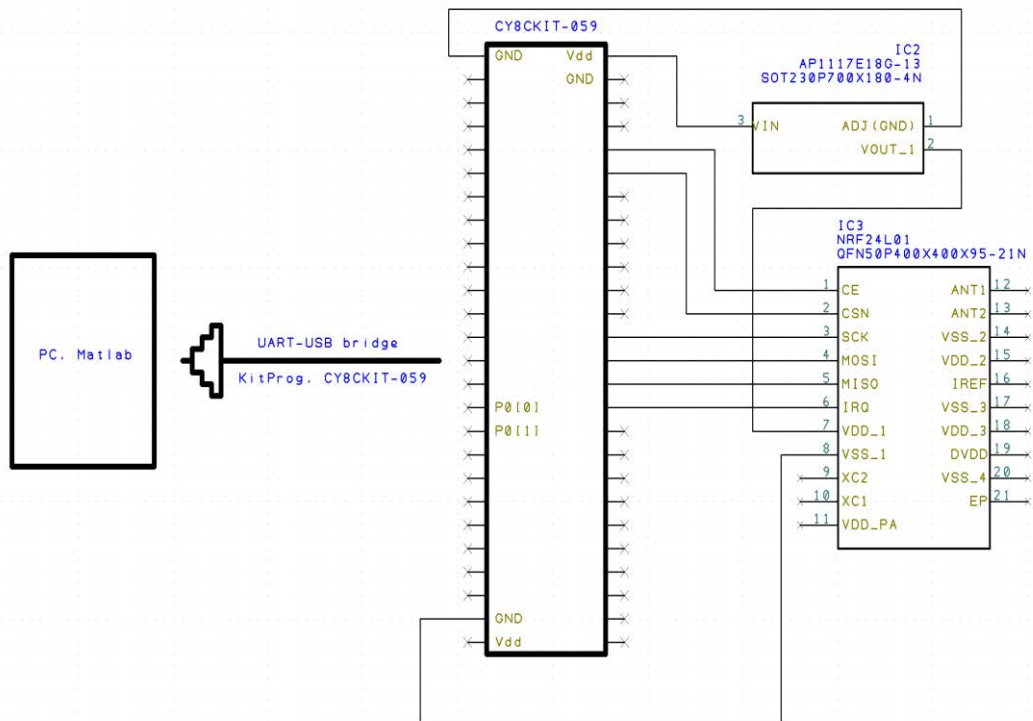 CY8CKIT-059
GND Vdd
GND
IC2
AP1117E18G-13
SOT230P700X180-4N
3 VIN ADJ(GND) 1
VOUT_1 2
PC. Matlab
UART-USB bridge
KitProg. CY8CKIT-059
P0[0]
P0[1]
GND
Vdd
IC3
NRF24L01
QFN50P400X400X95-21N
1 CE ANT1 12
2 CSN ANT2 13
3 SCK VSS_2 14
4 MOSI VDD_2 15
5 MISO IREF 16
6 IRQ VSS_3 17
7 VDD_1 VDD_3 18
8 VSS_1 DVDD 19
9 XC2 VSS_4 20
10 XC1 EP 21
11 VDD_PA